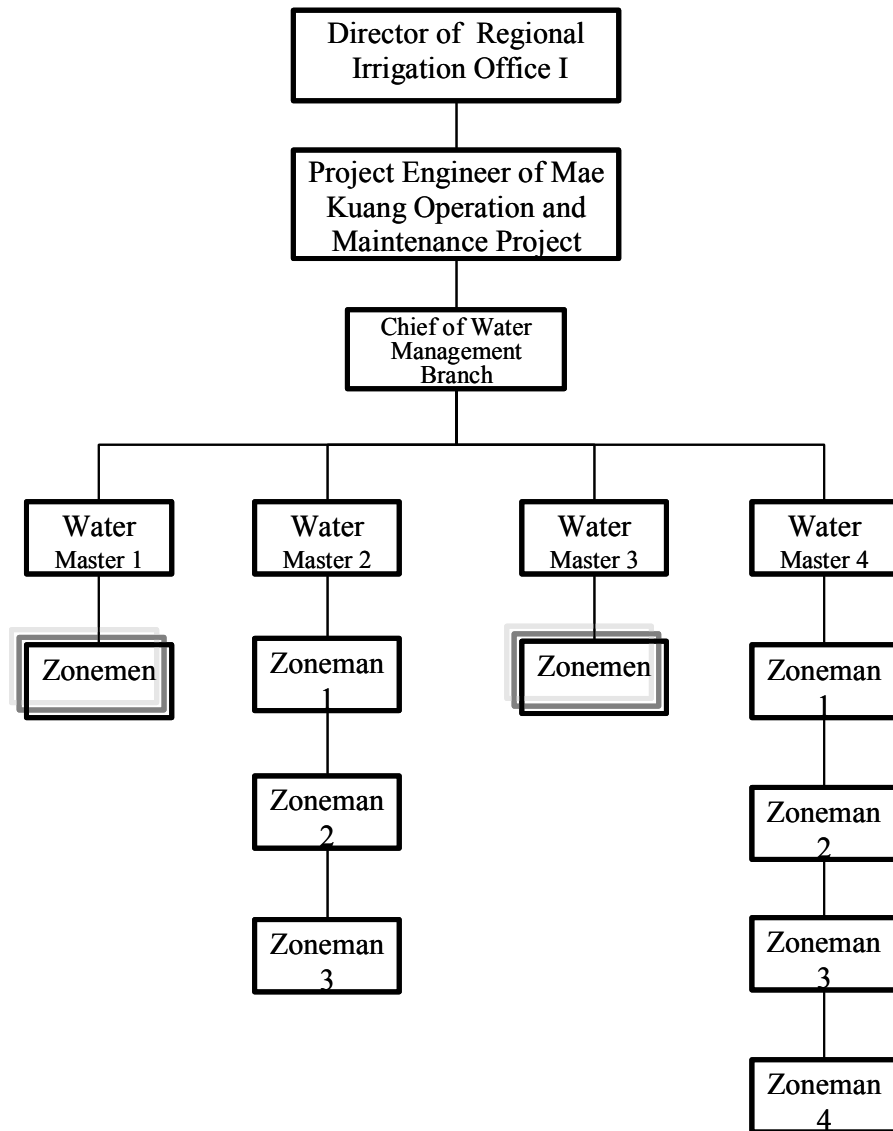 Director of Regional
Irrigation Office I
Project Engineer of Mae
Kuang Operation and
Maintenance Project
Chief of Water
Management
Branch
Water
Master 1
Water
Master 2
Water
Master 3
Water
Master 4
Zonemen
Zoneman
1
Zonemen
Zoneman
1
Zoneman
2
Zoneman
2
Zoneman
3
Zoneman
3
Zoneman
4